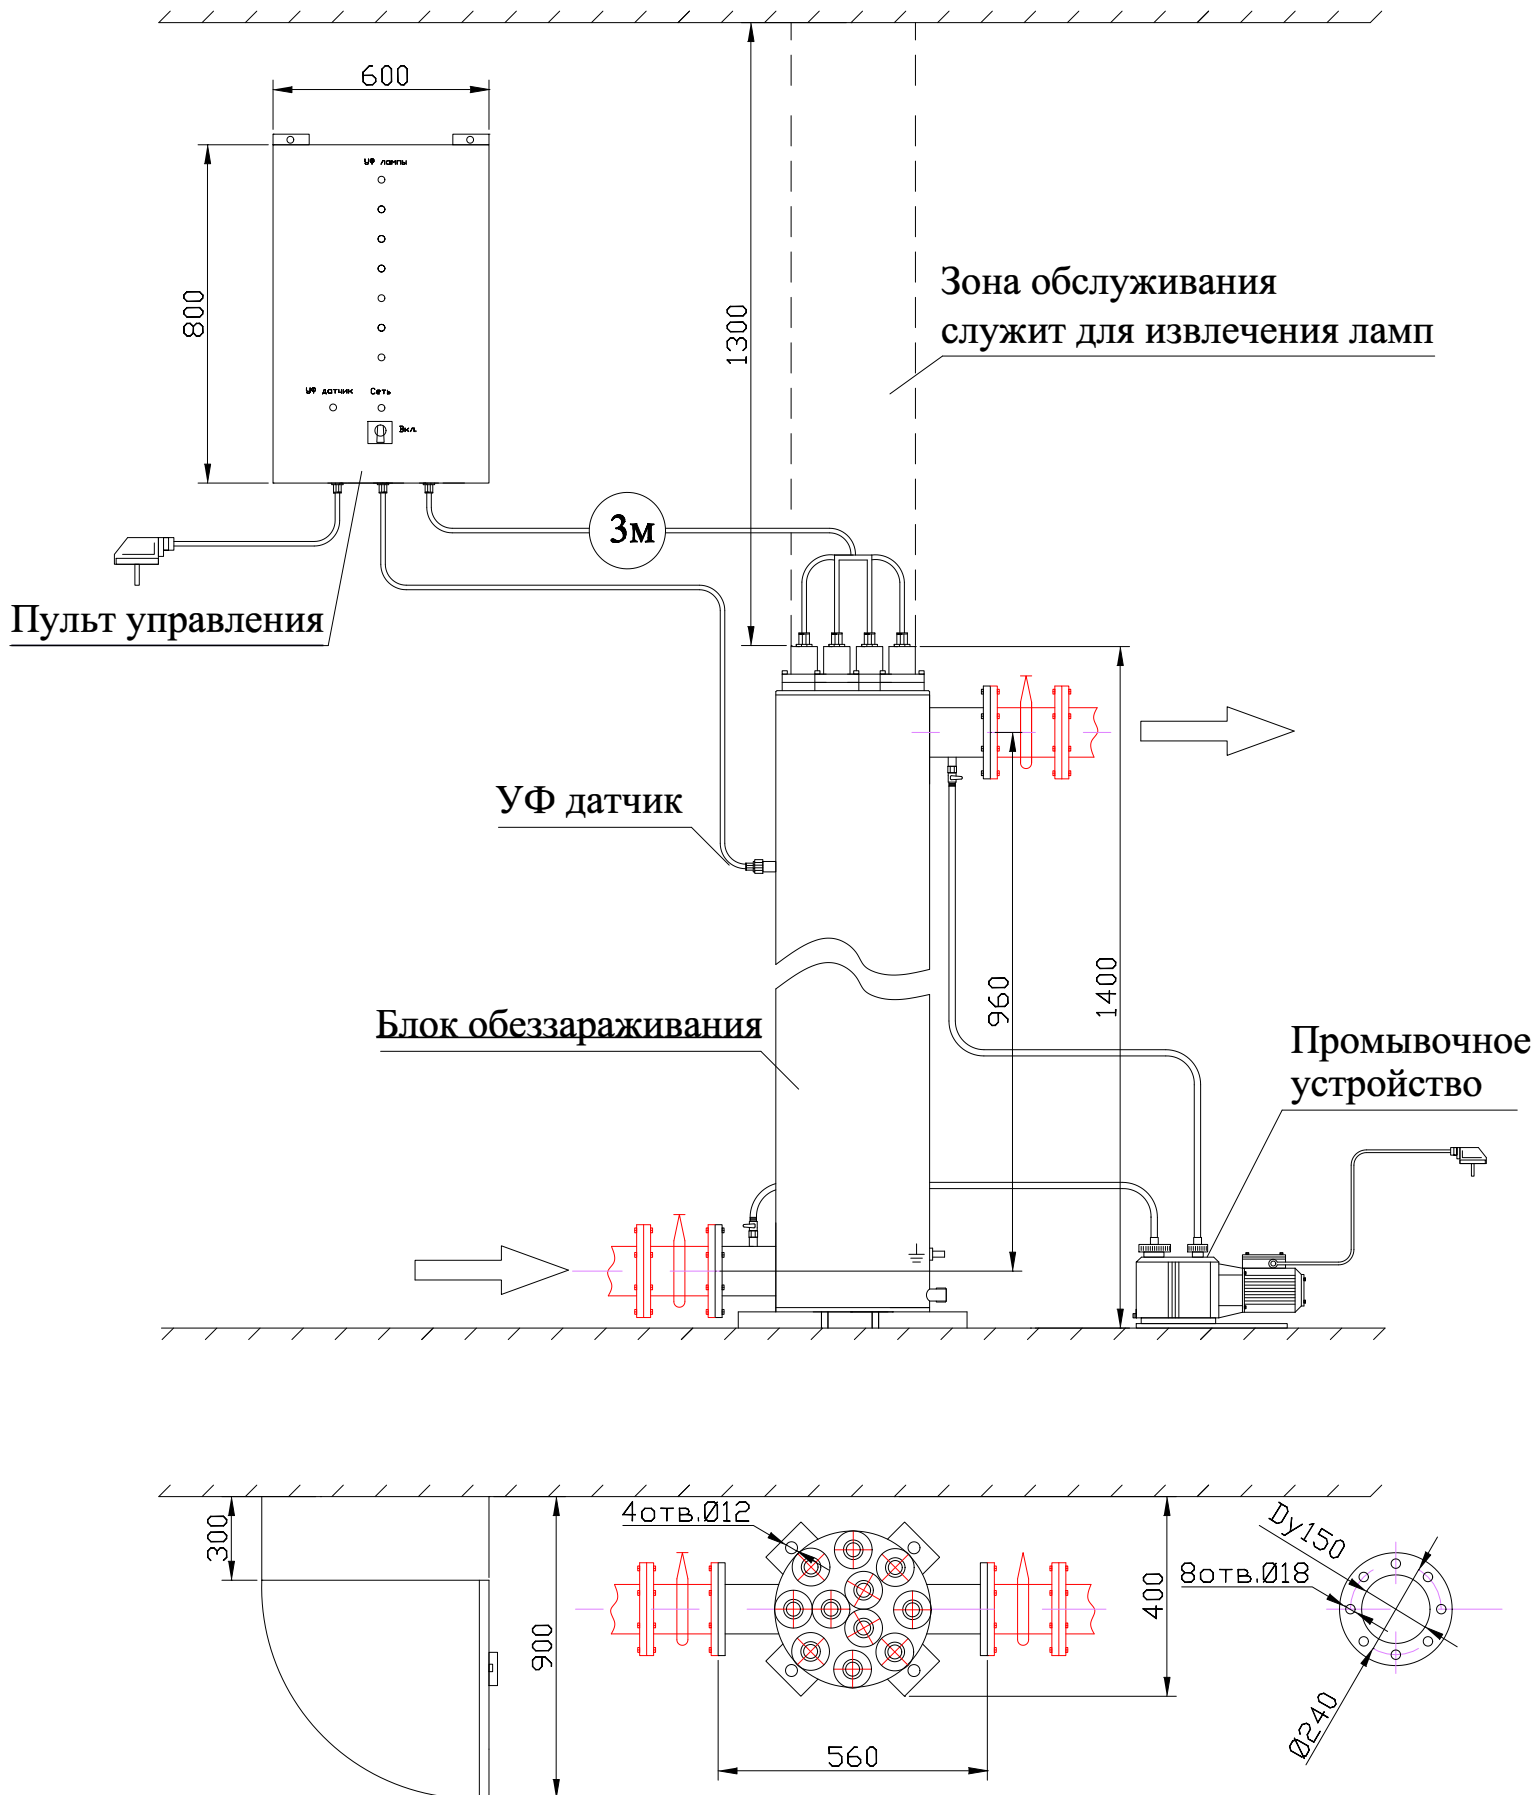 600
УФ лампы
800
УФ датчик
Сеть
Вкл.
1300
Зона обслуживания
служит для извлечения ламп
3м
Пульт управления
УФ датчик
960
1400
Блок обеззараживания
Промывочное
устройство
300
900
4отв.Ø12
400
560
Dу150
8отв.Ø18
Ø240